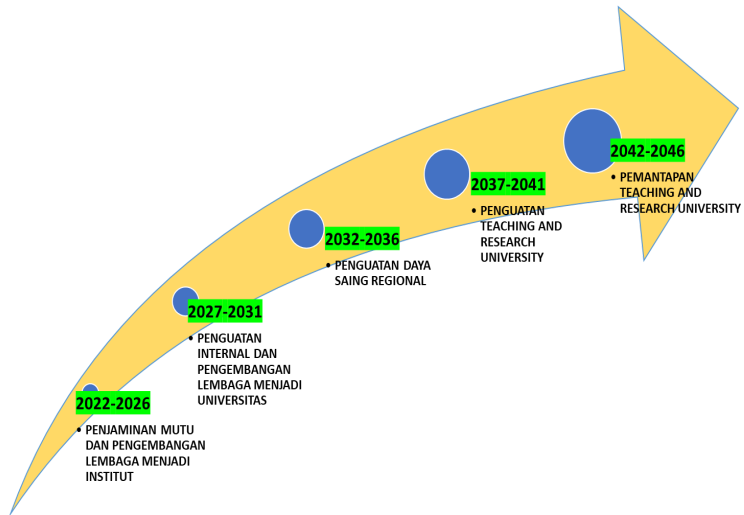 2022-2026
• PENJAMINAN MUTU
DAN PENGEMBANGAN
LEMBAGA MENJADI
INSTITUT
2027-2031
• PENGUATAN
INTERNAL DAN
PENGEMBANGAN
LEMBAGA MENJADI
UNIVERSITAS
2032-2036
• PENGUATAN DAYA
SAING REGIONAL
2037-2041
• PENGUATAN
TEACHING AND
RESEARCH
UNIVERSITY
2042-2046
• PEMANTAPAN
TEACHING AND
RESEARCH UNIVERSITY